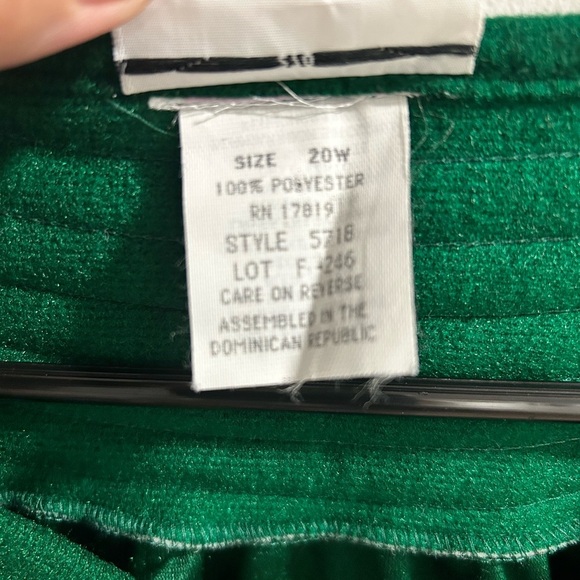 SIZE 20W
100% POLYESTER
RN 17819
STYLE 5718
LOT F 4246
CARE ON REVERSE
ASSEMBLED IN THE
DOMINICAN REPUBLIC